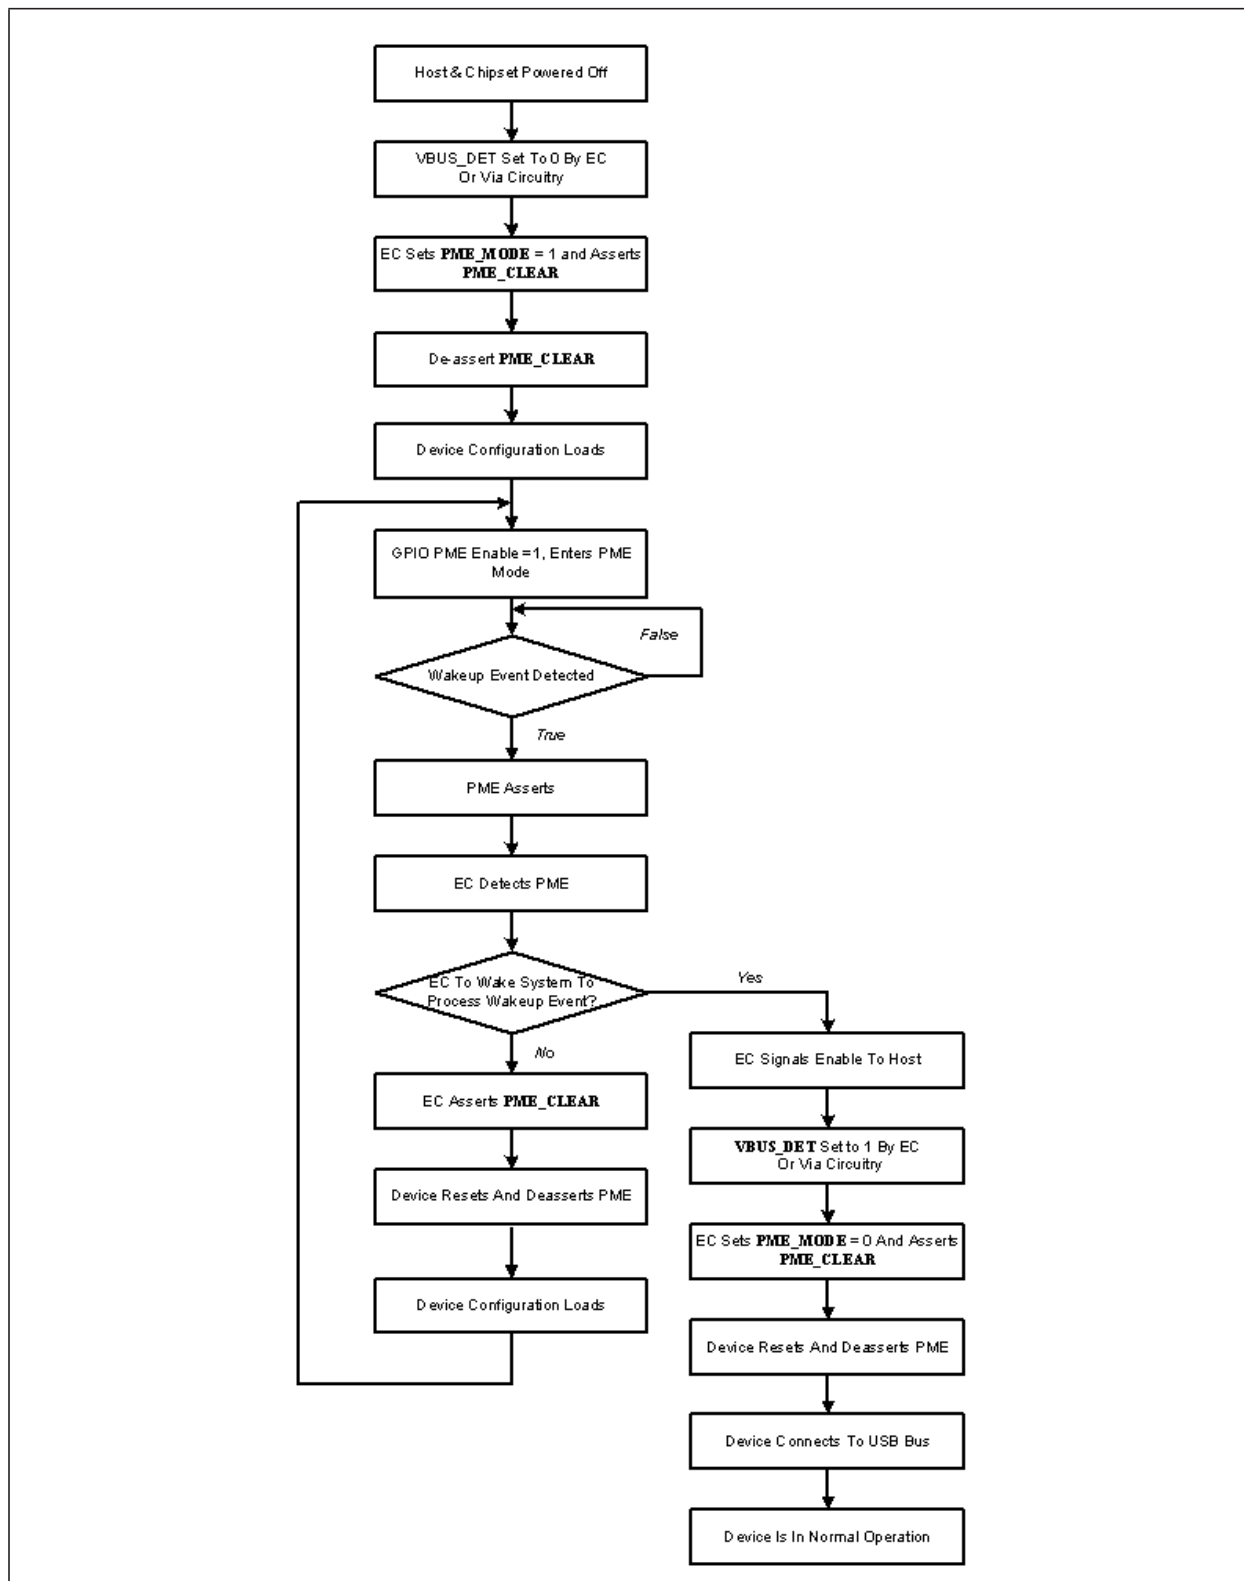 Host & Chipset Powered Off
VBUS_DET Set To 0 By EC
Or Via Circuitry
EC Sets PME_MODE = 1 and Asserts
PME_CLEAR
De-assert PME_CLEAR
Device Configuration Loads
GPIO PME Enable =1, Enters PME
Mode
False
Wakeup Event Detected
True
PME Asserts
EC Detects PME
EC To Wake System To
Process Wakeup Event?
Yes
No
EC Asserts PME_CLEAR
Device Resets And Deasserts PME
Device Configuration Loads
EC Signals Enable To Host
VBUS_DET Set to 1 By EC
Or Via Circuitry
EC Sets PME_MODE = 0 And Asserts
PME_CLEAR
Device Resets And Deasserts PME
Device Connects To USB Bus
Device Is In Normal Operation